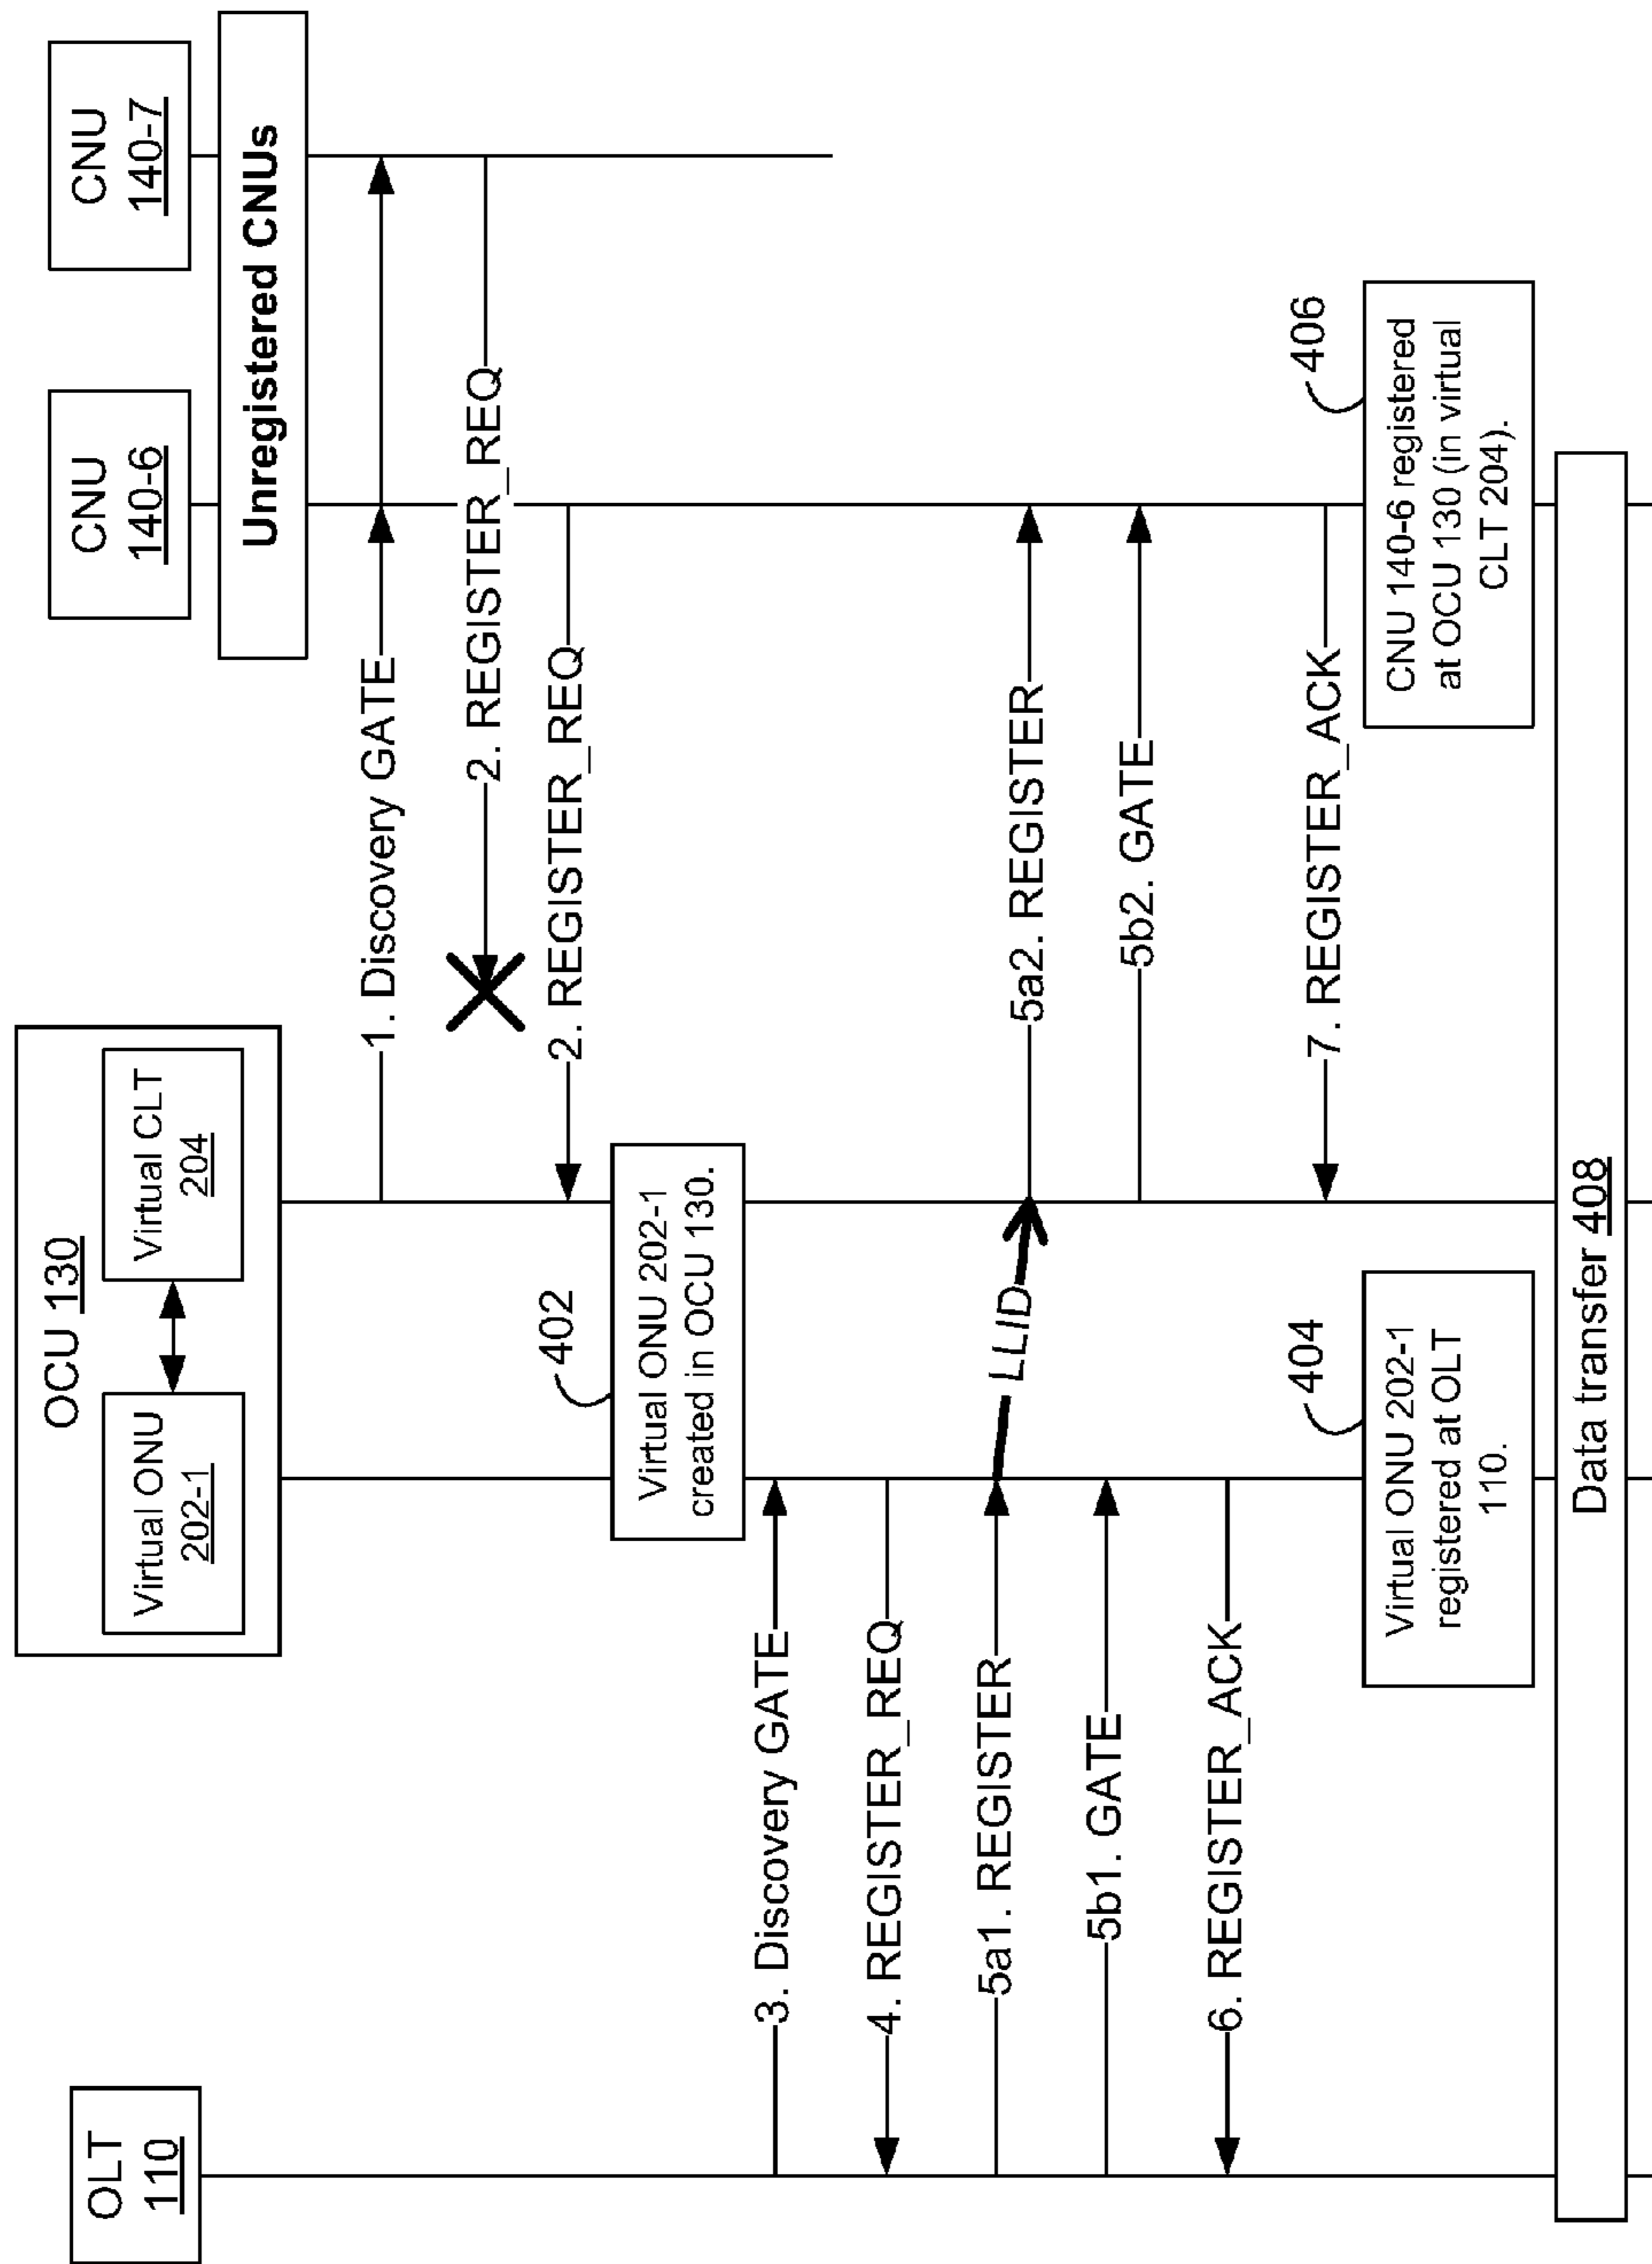 OLT
110
OCU 130
Virtual ONU
202-1
Virtual CLT
204
CNU
140-6
CNU
140-7
Unregistered CNUs
1. Discovery GATE
2. REGISTER_REQ
2. REGISTER_REQ
402
Virtual ONU 202-1
created in OCU 130.
3. Discovery GATE
4. REGISTER_REQ
5a1. REGISTER
LLID
5a2. REGISTER
5b1. GATE
5b2. GATE
6. REGISTER_ACK
7. REGISTER_ACK
404
Virtual ONU 202-1
registered at OLT
110.
406
CNU 140-6 registered
at OCU 130 (in virtual
CLT 204).
Data transfer 408